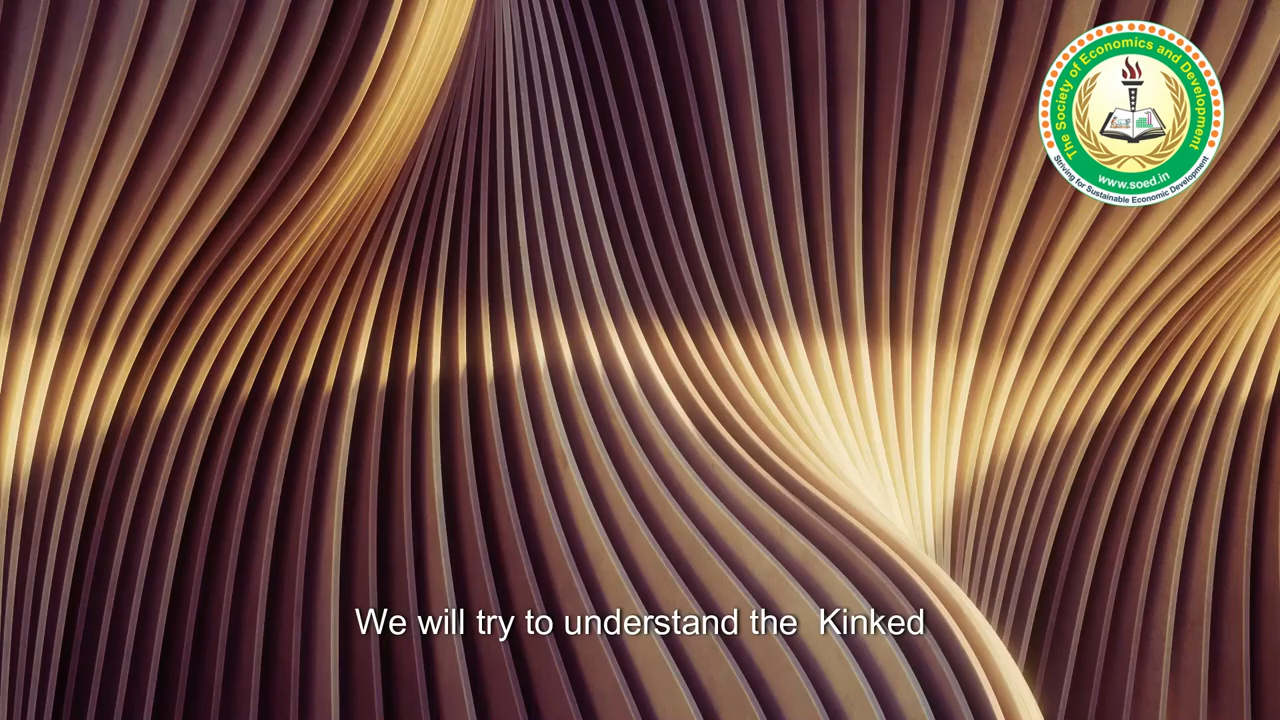 The Society of Economics and Development
www.soed.in
Striving for Sustainable Economic Development
We will try to understand the  Kinked